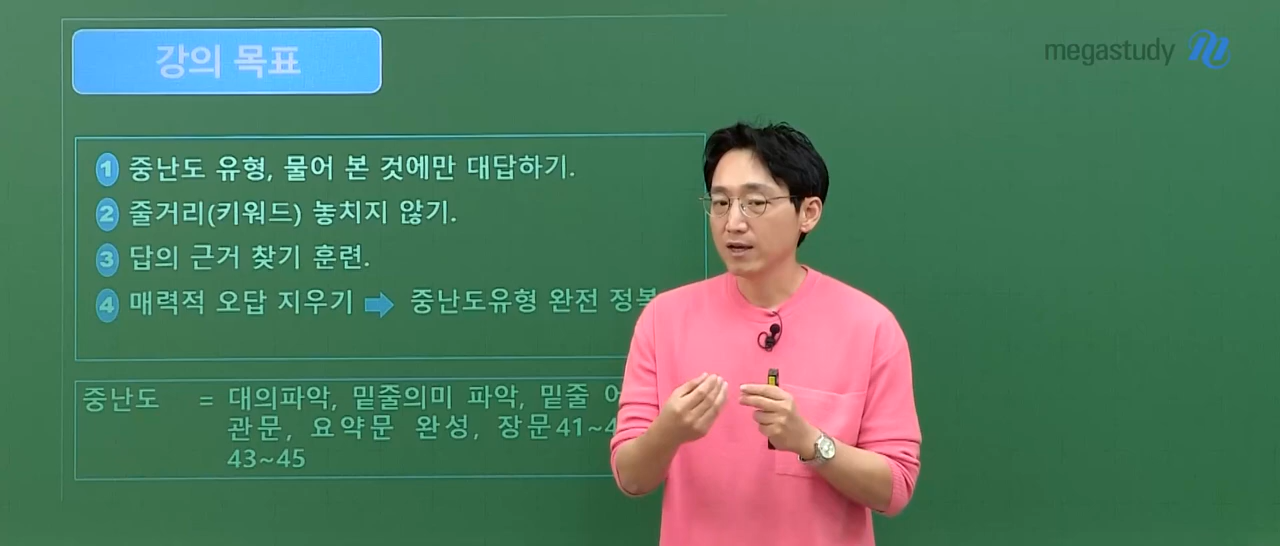 강의 목표
megastudy
1 중난도 유형, 물어 본 것에만 대답하기.
2 줄거리(키워드) 놓치지 않기.
3 답의 근거 찾기 훈련.
4 매력적 오답 지우기 중난도유형 완전 정복
중난도 = 대의파악, 밑줄의미 파악, 밑줄
관문, 요약문 완성, 장문41~4
43~45